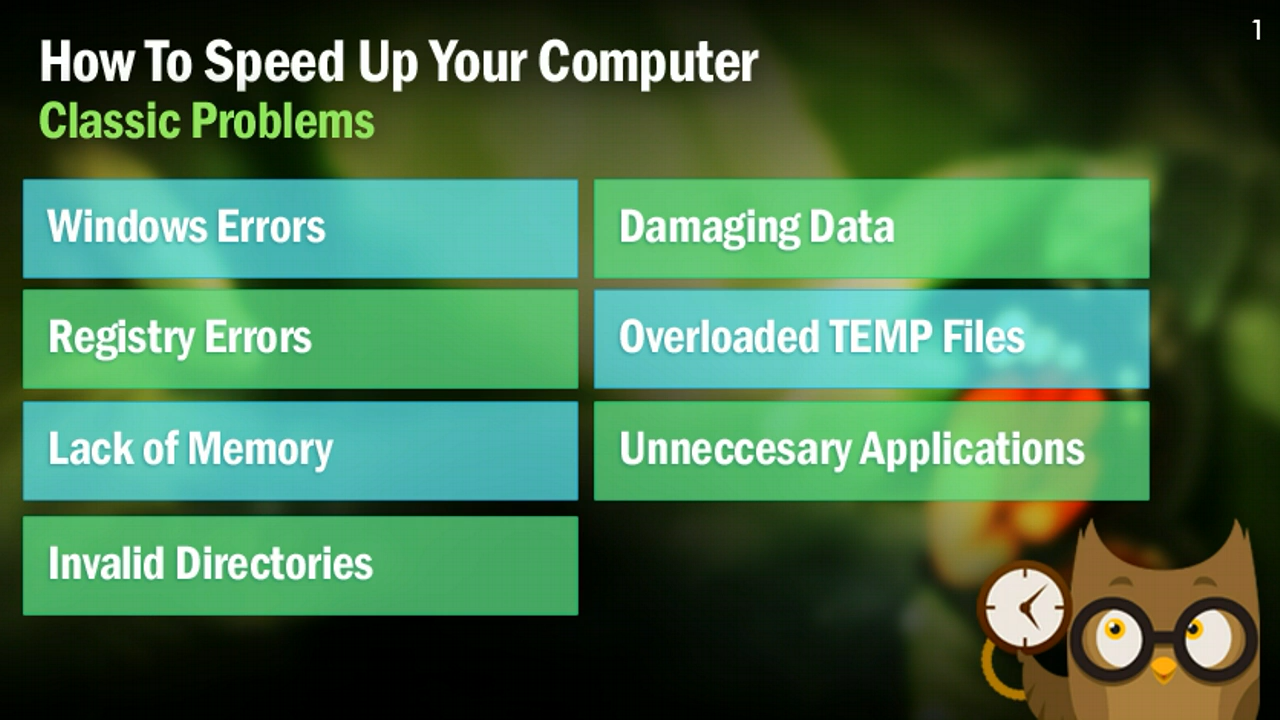 1
How To Speed Up Your Computer
Classic Problems
Windows Errors
Damaging Data
Registry Errors
Overloaded TEMP Files
Lack of Memory
Unneccesary Applications
Invalid Directories